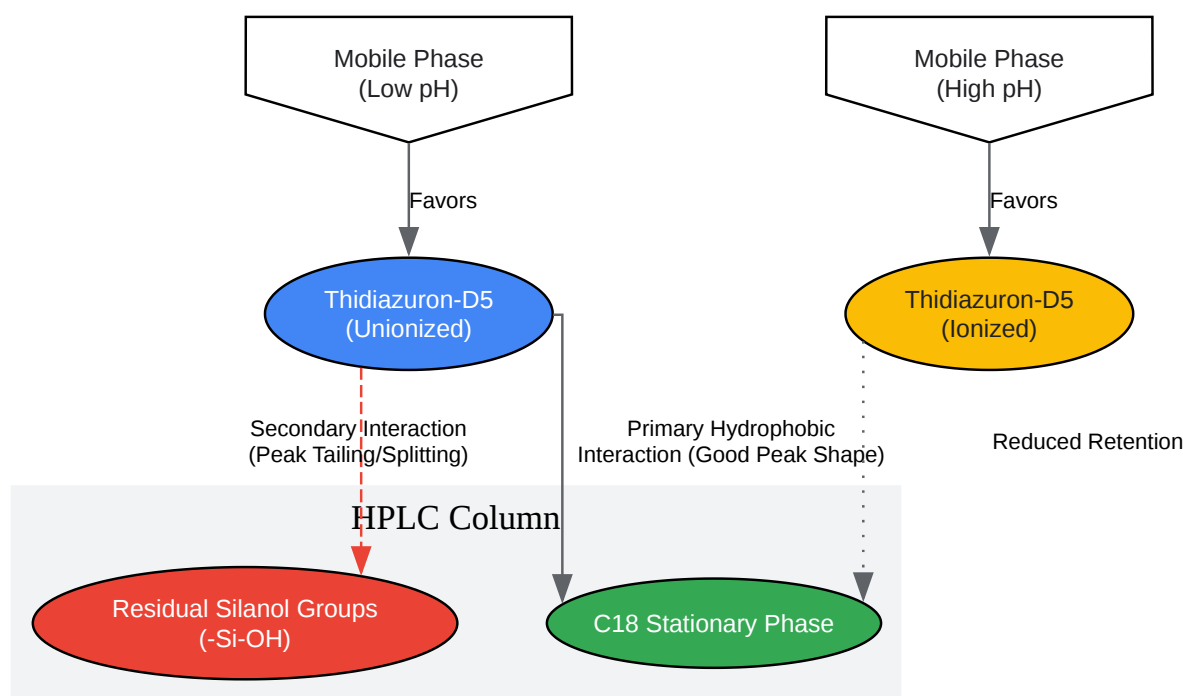 Mobile Phase
(Low pH)
Mobile Phase
(High pH)
Favors
Favors
Thidiazuron-D5
(Unionized)
Thidiazuron-D5
(Ionized)
Secondary Interaction
(Peak Tailing/Splitting)
Primary Hydrophobic
Interaction (Good Peak Shape)
Reduced Retention
HPLC Column
Residual Silanol Groups
(-Si-OH)
C18 Stationary Phase